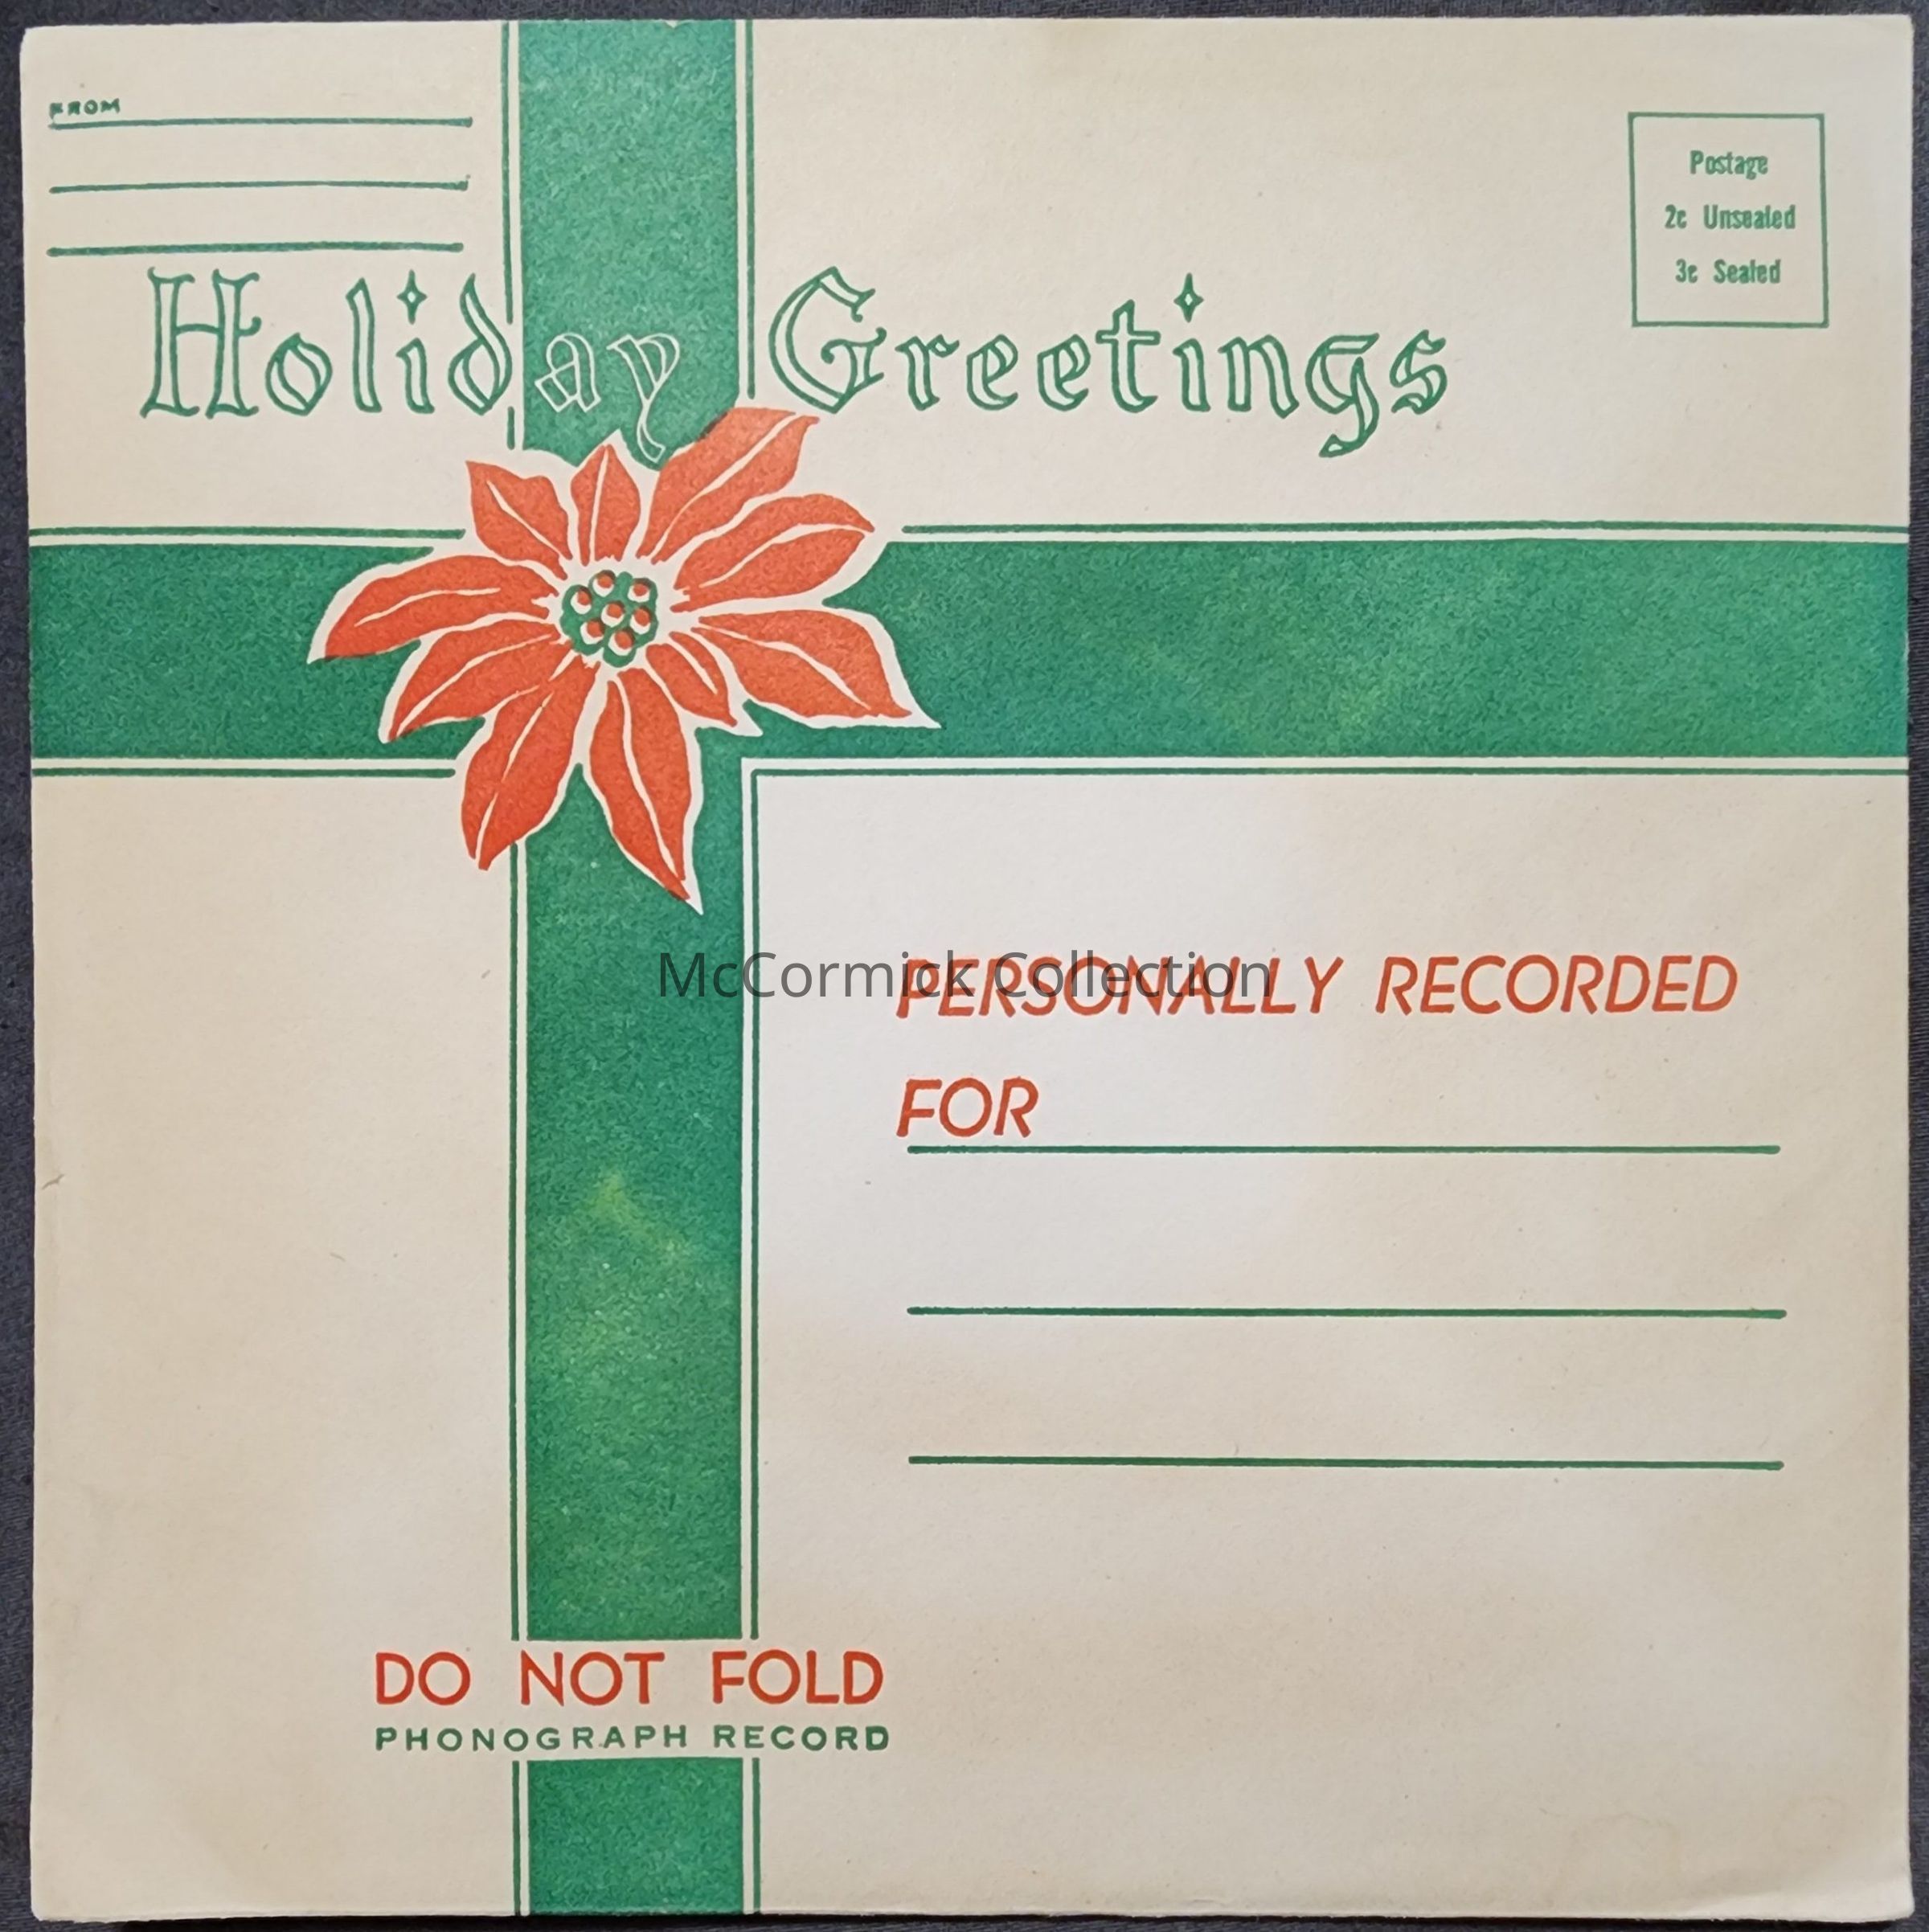 FROM
Postage
2c Unsealed
3c Sealed
Holiday Greetings
McCormick Collection
PERSONALLY RECORDED
FOR
DO NOT FOLD
PHONOGRAPH RECORD